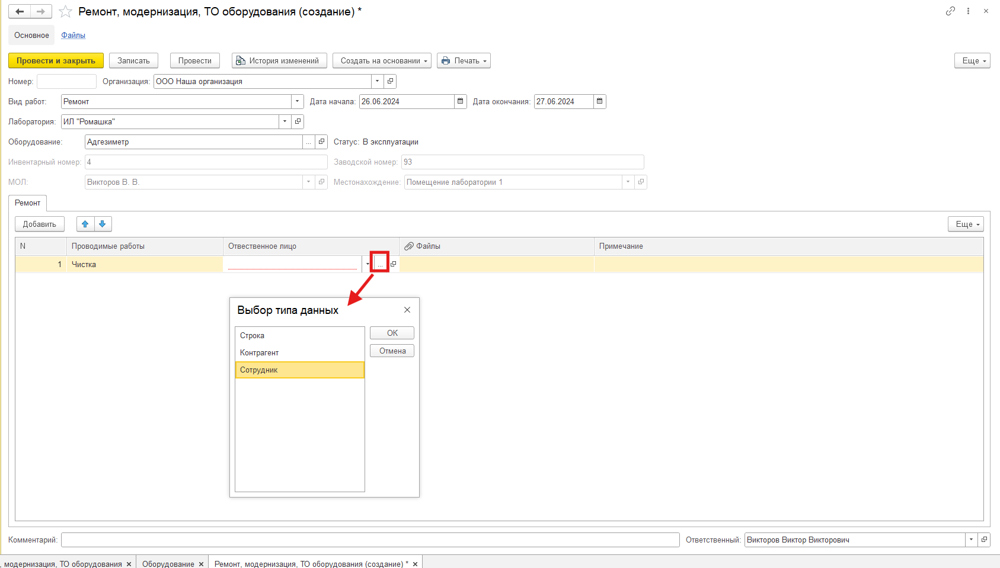 Ремонт, модернизация, ТО оборудования (создание) *
Основное Файлы
Провести и закрыть Записать Провести История изменений Создать на основании Печать Еще
Номер: Организация: ООО Наша организация
Вид работ: Ремонт Дата начала: 26.06.2024 Дата окончания: 27.06.2024
Лаборатория: ИЛ "Ромашка"
Оборудование: Адгезиметр ... Статус: В эксплуатации
Инвентарный номер: 4 Заводской номер: 93
МОЛ: Викторов В. В. Местонахождение: Помещение лаборатории 1
Ремонт
Добавить Еще
N Проводимые работы Отвественное лицо Файлы Примечание
1 Чистка ...
Выбор типа данных
Строка
Контрагент
Сотрудник
ОК
Отмена
Комментарий: Ответственный: Викторов Виктор Викторович
, модернизация, ТО оборудования Оборудование Ремонт, модернизация, ТО оборудования (создание) *